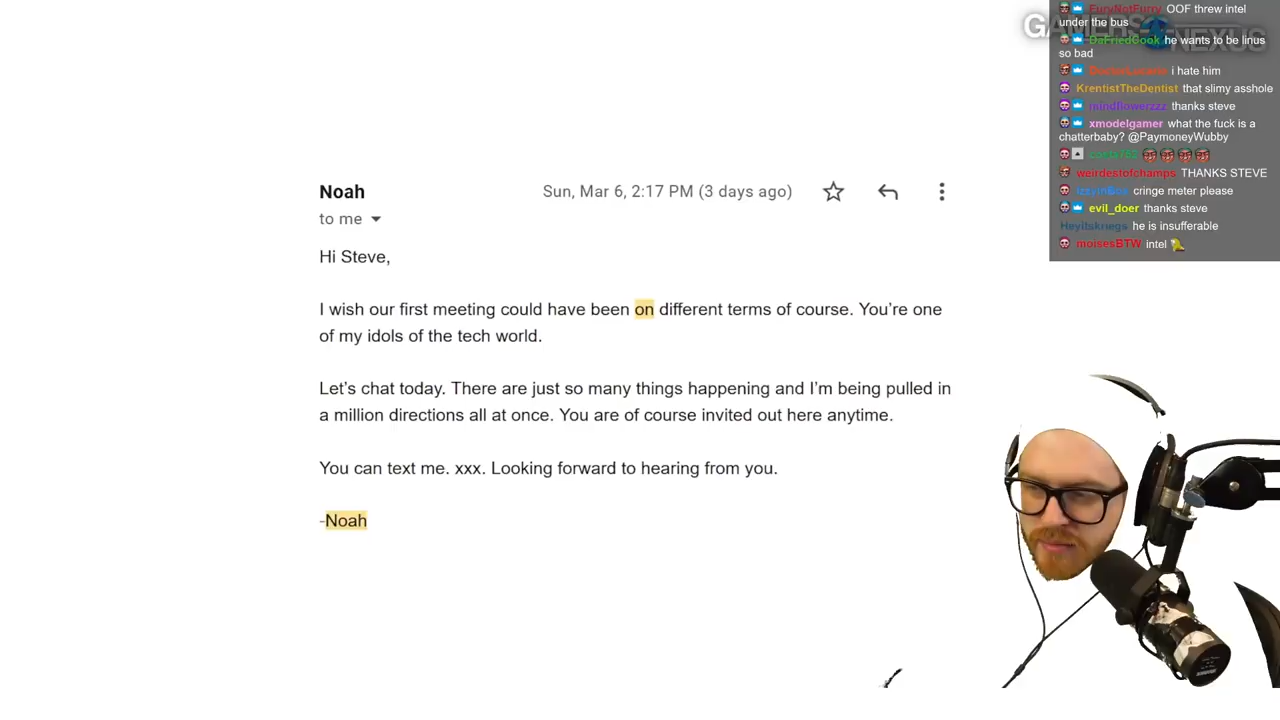 GAMERS NEXUS
Noah
Sun, Mar 6, 2:17 PM (3 days ago)
to me
Hi Steve,
I wish our first meeting could have been on different terms of course. You’re one
of my idols of the tech world.
Let’s chat today. There are just so many things happening and I’m being pulled in
a million directions all at once. You are of course invited out here anytime.
You can text me. xxx. Looking forward to hearing from you.
-Noah
FuryNotFurry OOF threw intel
under the bus
DaFriedGook he wants to be linus
so bad
i hate him
KrentistTheDentist that slimy asshole
mindflowerzzz thanks steve
xmodelgamer what the fuck is a
chatterbaby? @PaymoneyWubby
weirdestofchamps THANKS STEVE
cringe meter please
evil_doer thanks steve
Heyitskriegs he is insufferable
moisesBTW intel